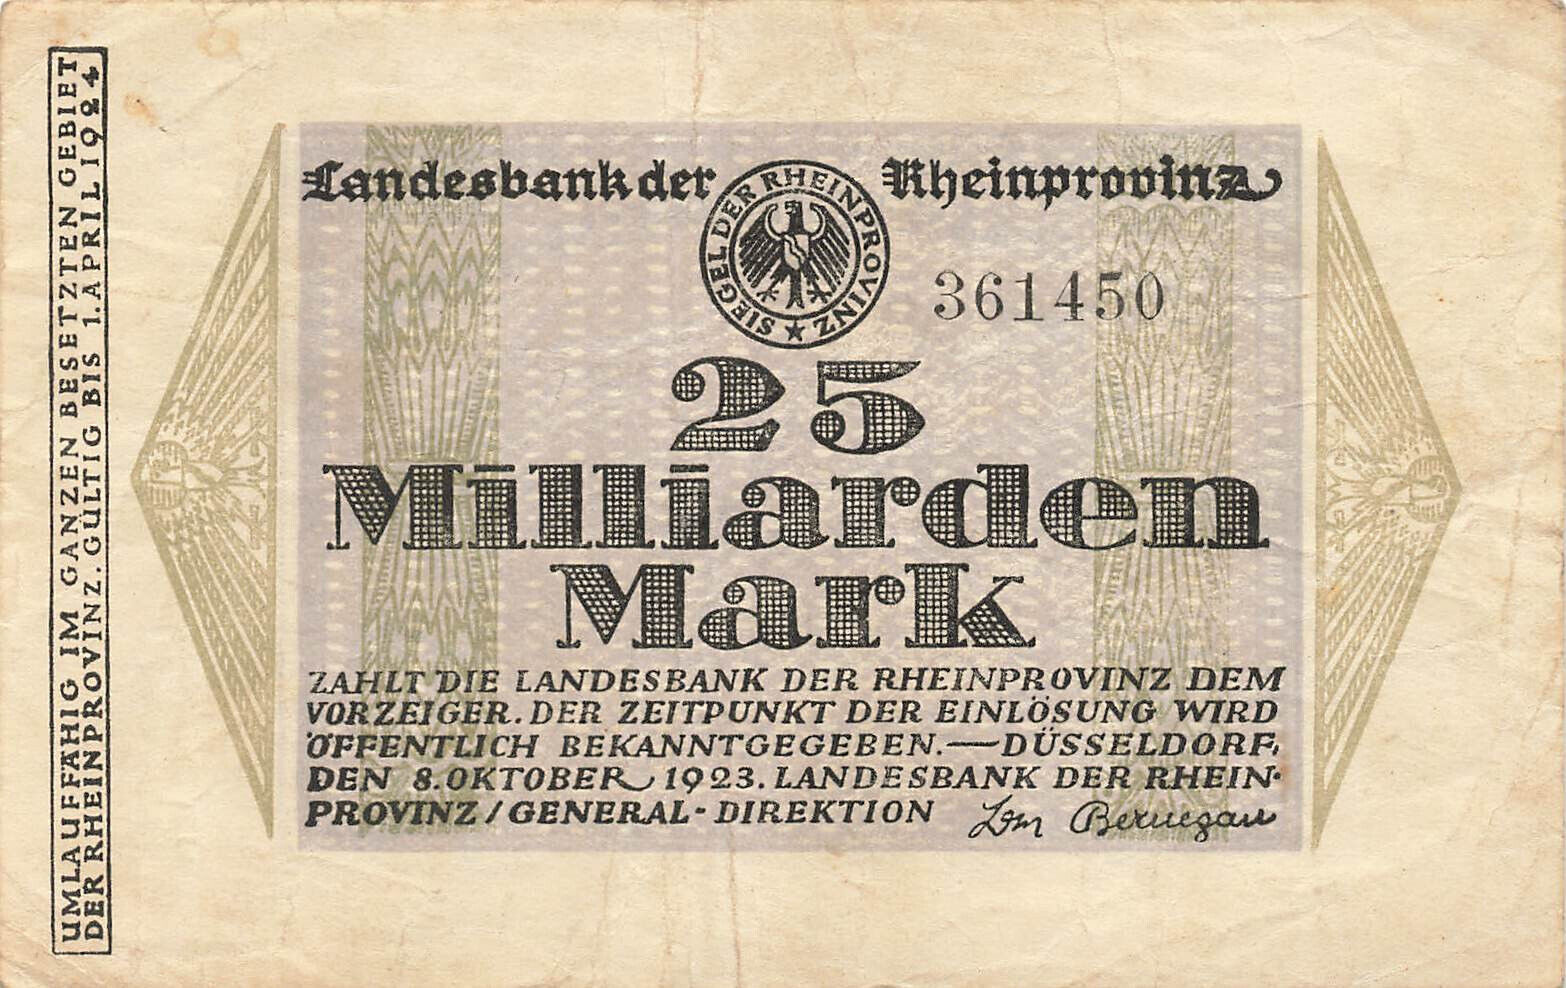 UMLAUFFÄHIG IM GANZEN BESETZTEN GEBIET
DER RHEINPROVINZ. GÜLTIG BIS 1. APRIL 1924
Landesbank der Rheinprovinz
SIEGEL DER RHEINPROVINZ
361450
25
Milliarden
Mark
ZAHLT DIE LANDESBANK DER RHEINPROVINZ DEM
VORZEIGER. DER ZEITPUNKT DER EINLÖSUNG WIRD
ÖFFENTLICH BEKANNTGEGEBEN.—DÜSSELDORF,
DEN 8. OKTOBER 1923. LANDESBANK DER RHEIN-
PROVINZ / GENERAL-DIREKTION
Bernegau